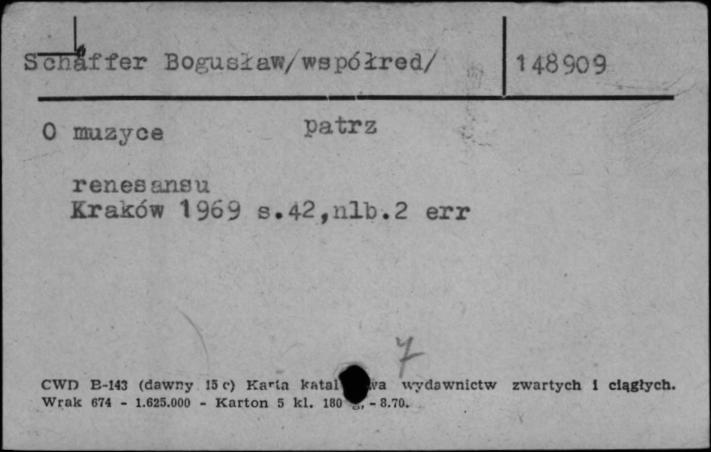 Schäffer Bogusław/współred/ 148909
O muzyce patrz
renesansu
Kraków 1969 s.42,nlb.2 err
7
CWD B-143 (dawny 15 c) Karta katal wa wydawnictw zwartych i ciągłych.
Wrak 674 - 1.625.000 - Karton 5 kl. 180 g. - 8.70.